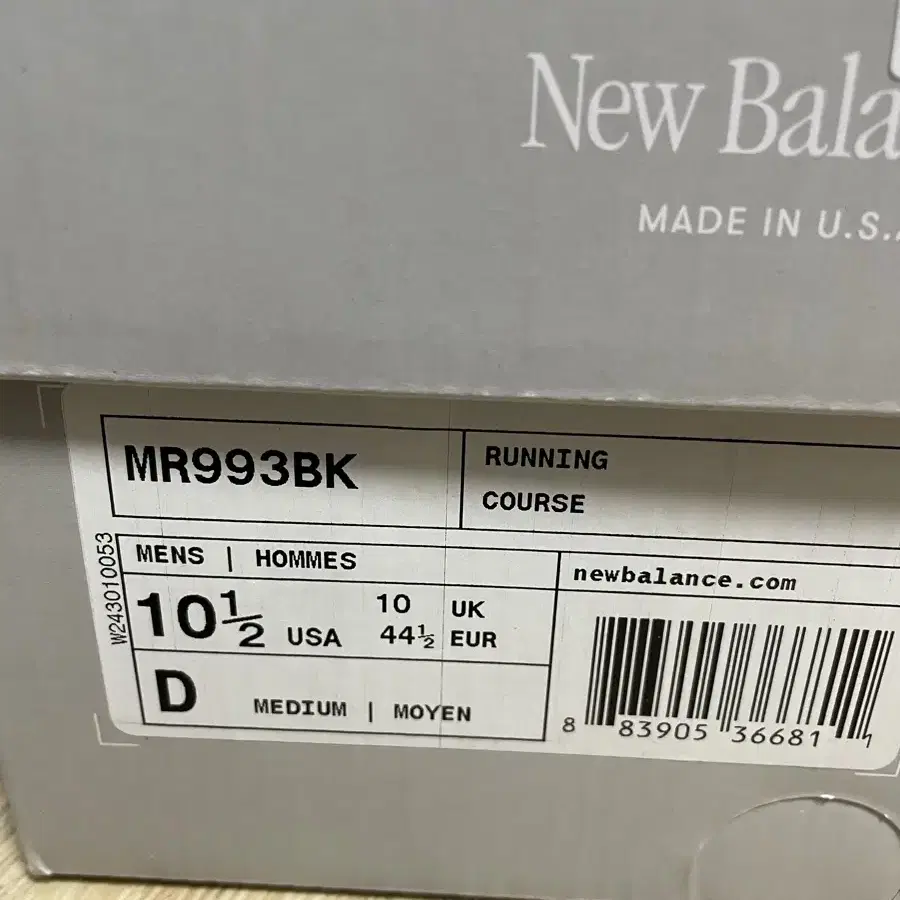 New Bala
MADE IN U.S.
MR993BK
RUNNING
COURSE
W243010053
MENS | HOMMES
10½ USA
10 UK
44½ EUR
D
MEDIUM | MOYEN
newbalance.com
8 83905 36681 1